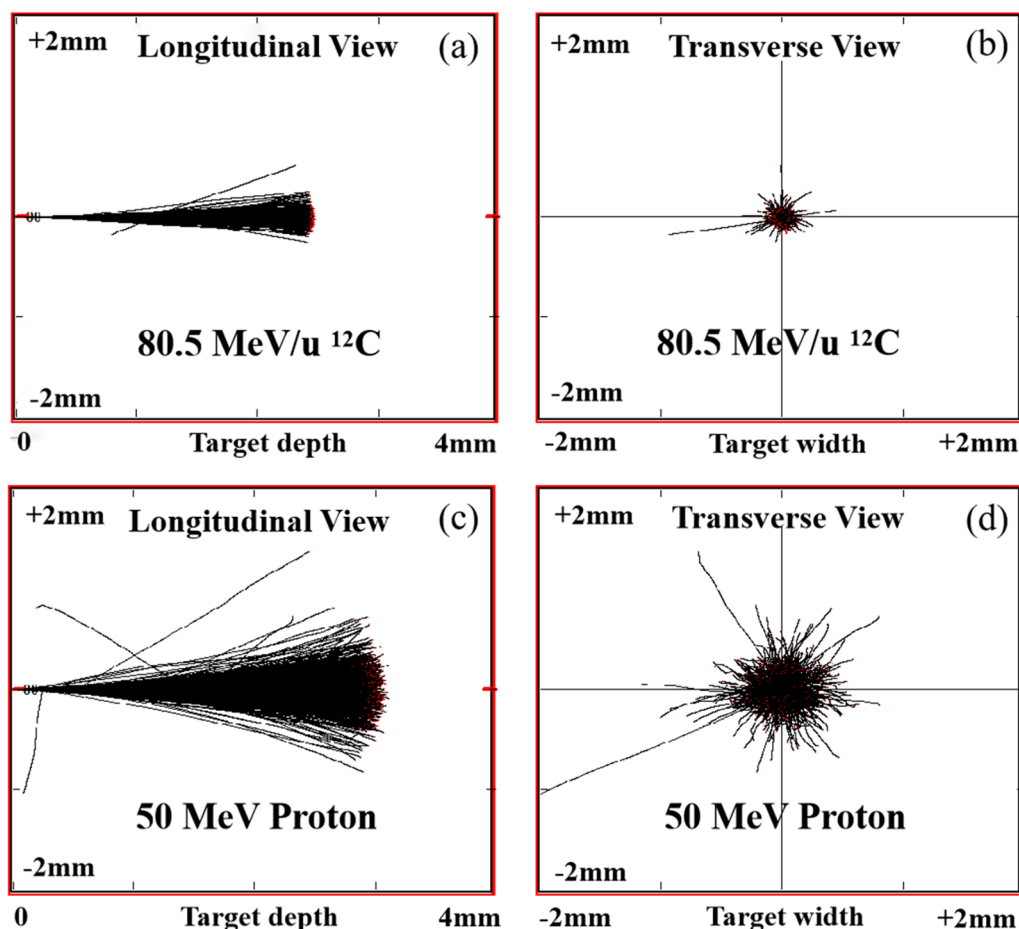 +2mm Longitudinal View (a)
80.5 MeV/u ¹²C
-2mm
0 Target depth 4mm
+2mm Transverse View (b)
80.5 MeV/u ¹²C
-2mm Target width +2mm
+2mm Longitudinal View (c)
50 MeV Proton
-2mm
0 Target depth 4mm
+2mm Transverse View (d)
50 MeV Proton
-2mm
-2mm Target width +2mm